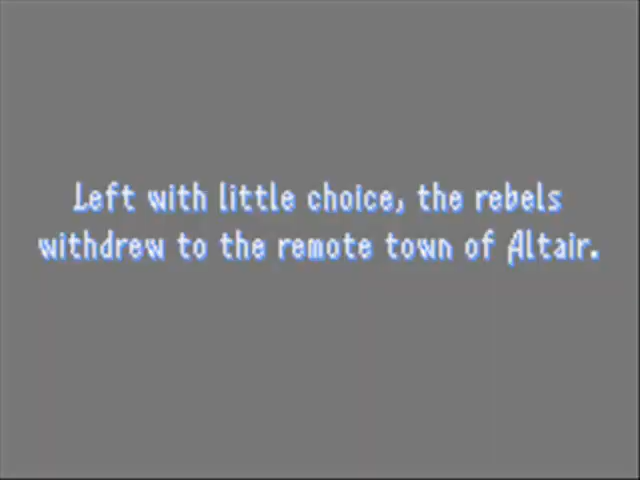 Left with little choice, the rebels
withdrew to the remote town of Altair.